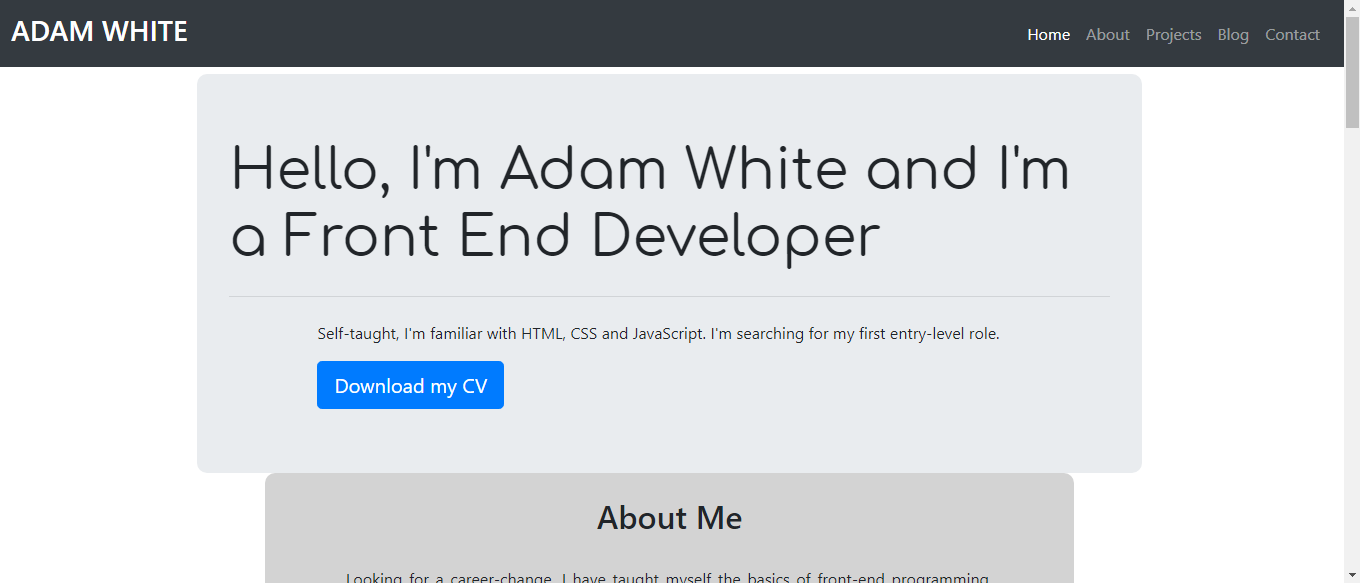 ADAM WHITE
Home About Projects Blog Contact
Hello, I'm Adam White and I'm
a Front End Developer
Self-taught, I'm familiar with HTML, CSS and JavaScript. I'm searching for my first entry-level role.
Download my CV
About Me
Looking for a career-change, I have taught myself the basics of front-end programming